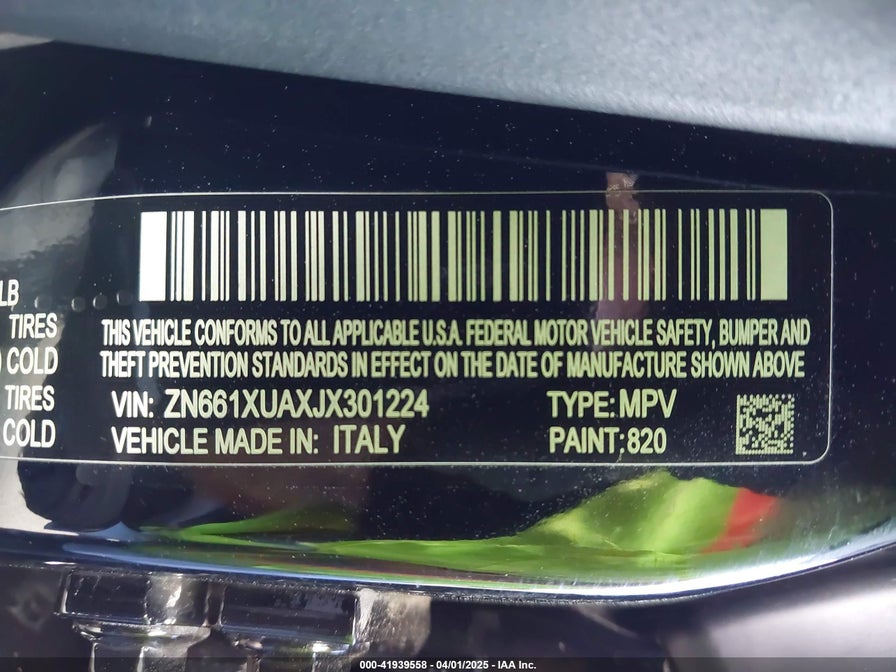 LB
TIRES
COLD
TIRES
COLD
THIS VEHICLE CONFORMS TO ALL APPLICABLE U.S.A. FEDERAL MOTOR VEHICLE SAFETY, BUMPER AND
THEFT PREVENTION STANDARDS IN EFFECT ON THE DATE OF MANUFACTURE SHOWN ABOVE
VIN: ZN661XUAXJX301224 TYPE: MPV
VEHICLE MADE IN: ITALY PAINT: 820
000-41939558 - 04/01/2025 - IAA Inc.